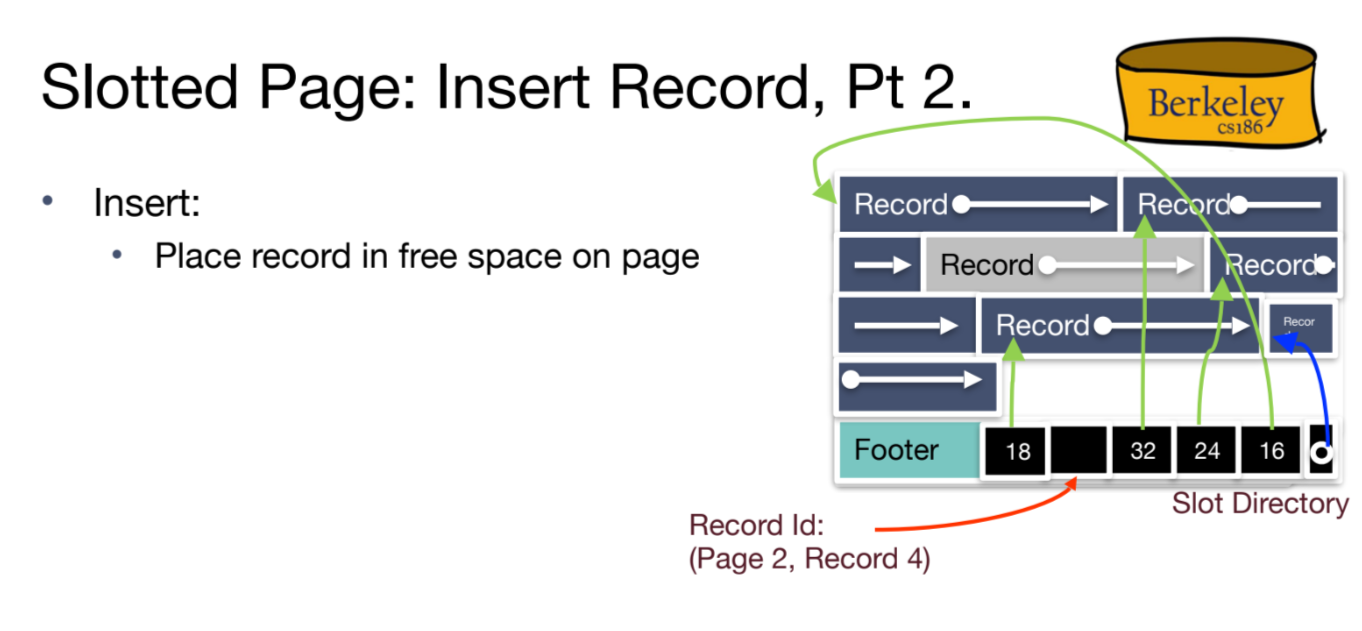 Slotted Page: Insert Record, Pt 2.
Berkeley
cs186
• Insert:
• Place record in free space on page
Record Record
Record Record
Record Recor
Footer 18 32 24 16
Slot Directory
Record Id:
(Page 2, Record 4)